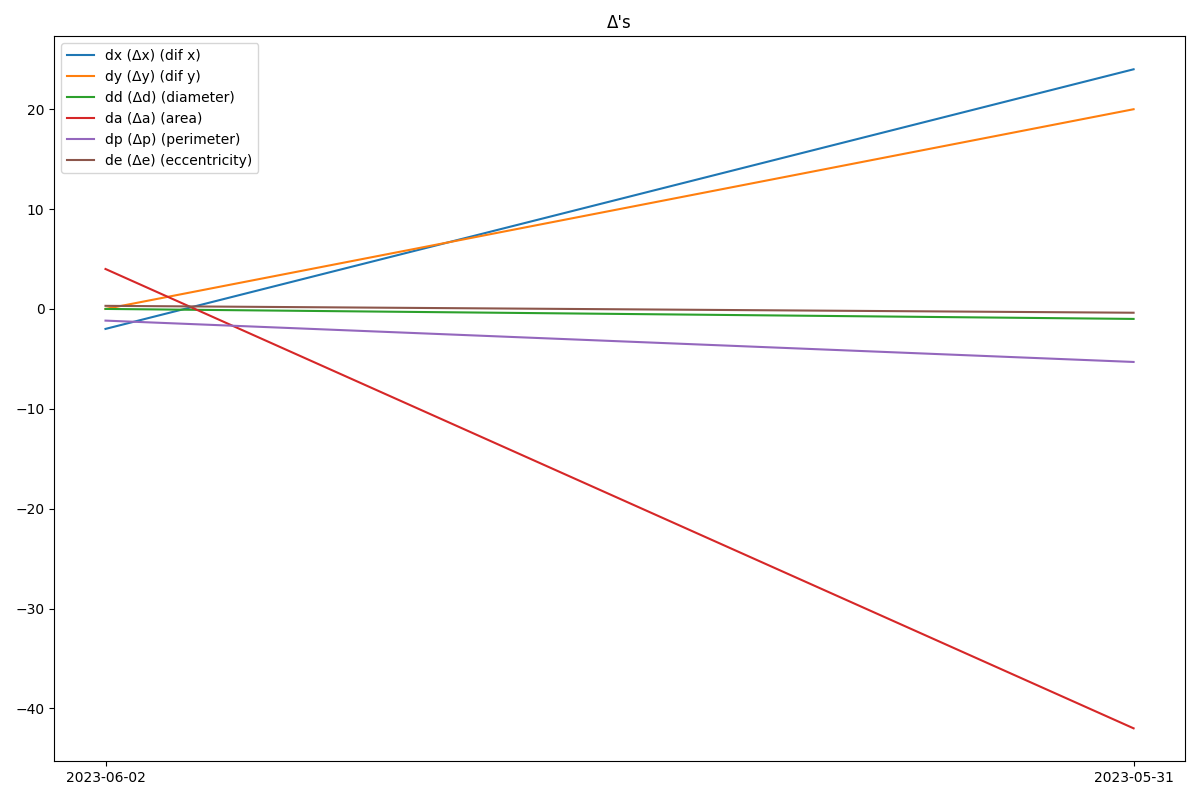 Δ's
dx (Δx) (dif x)
dy (Δy) (dif y)
dd (Δd) (diameter)
da (Δa) (area)
dp (Δp) (perimeter)
de (Δe) (eccentricity)
20
10
0
−10
−20
−30
−40
2023-06-02 2023-05-31